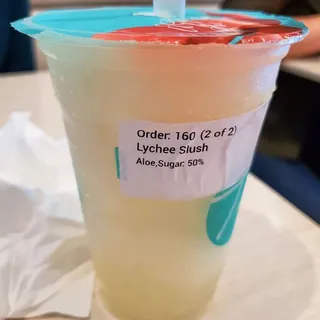 Order: 160 (2 of 2)
Lychee Slush
Aloe,Sugar: 50%